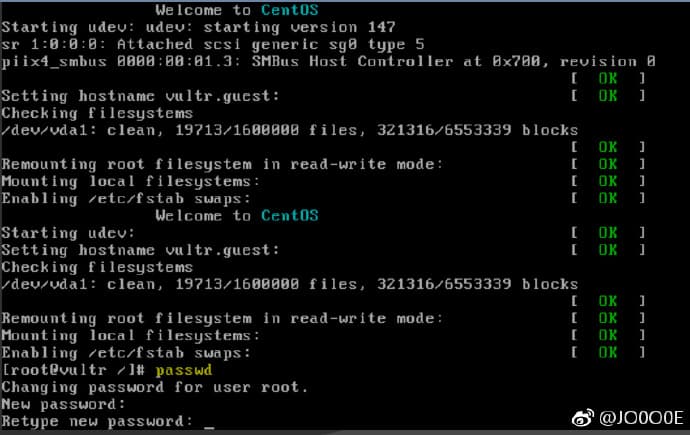 Welcome to CentOS
Starting udev: udev: starting version 147
sr 1:0:0:0: Attached scsi generic sg0 type 5
piix4_smbus 0000:00:01.3: SMBus Host Controller at 0x700, revision 0
[  OK  ]
Setting hostname vultr.guest: [  OK  ]
Checking filesystems
/dev/vda1: clean, 19713/1600000 files, 321316/6553339 blocks
[  OK  ]
Remounting root filesystem in read-write mode: [  OK  ]
Mounting local filesystems: [  OK  ]
Enabling /etc/fstab swaps: [  OK  ]
Welcome to CentOS
Starting udev: [  OK  ]
Setting hostname vultr.guest: [  OK  ]
Checking filesystems
/dev/vda1: clean, 19713/1600000 files, 321316/6553339 blocks
[  OK  ]
Remounting root filesystem in read-write mode: [  OK  ]
Mounting local filesystems: [  OK  ]
Enabling /etc/fstab swaps: [  OK  ]
[root@vultr /]# passwd
Changing password for user root.
New password:
Retype new password: _
@JO0O0E